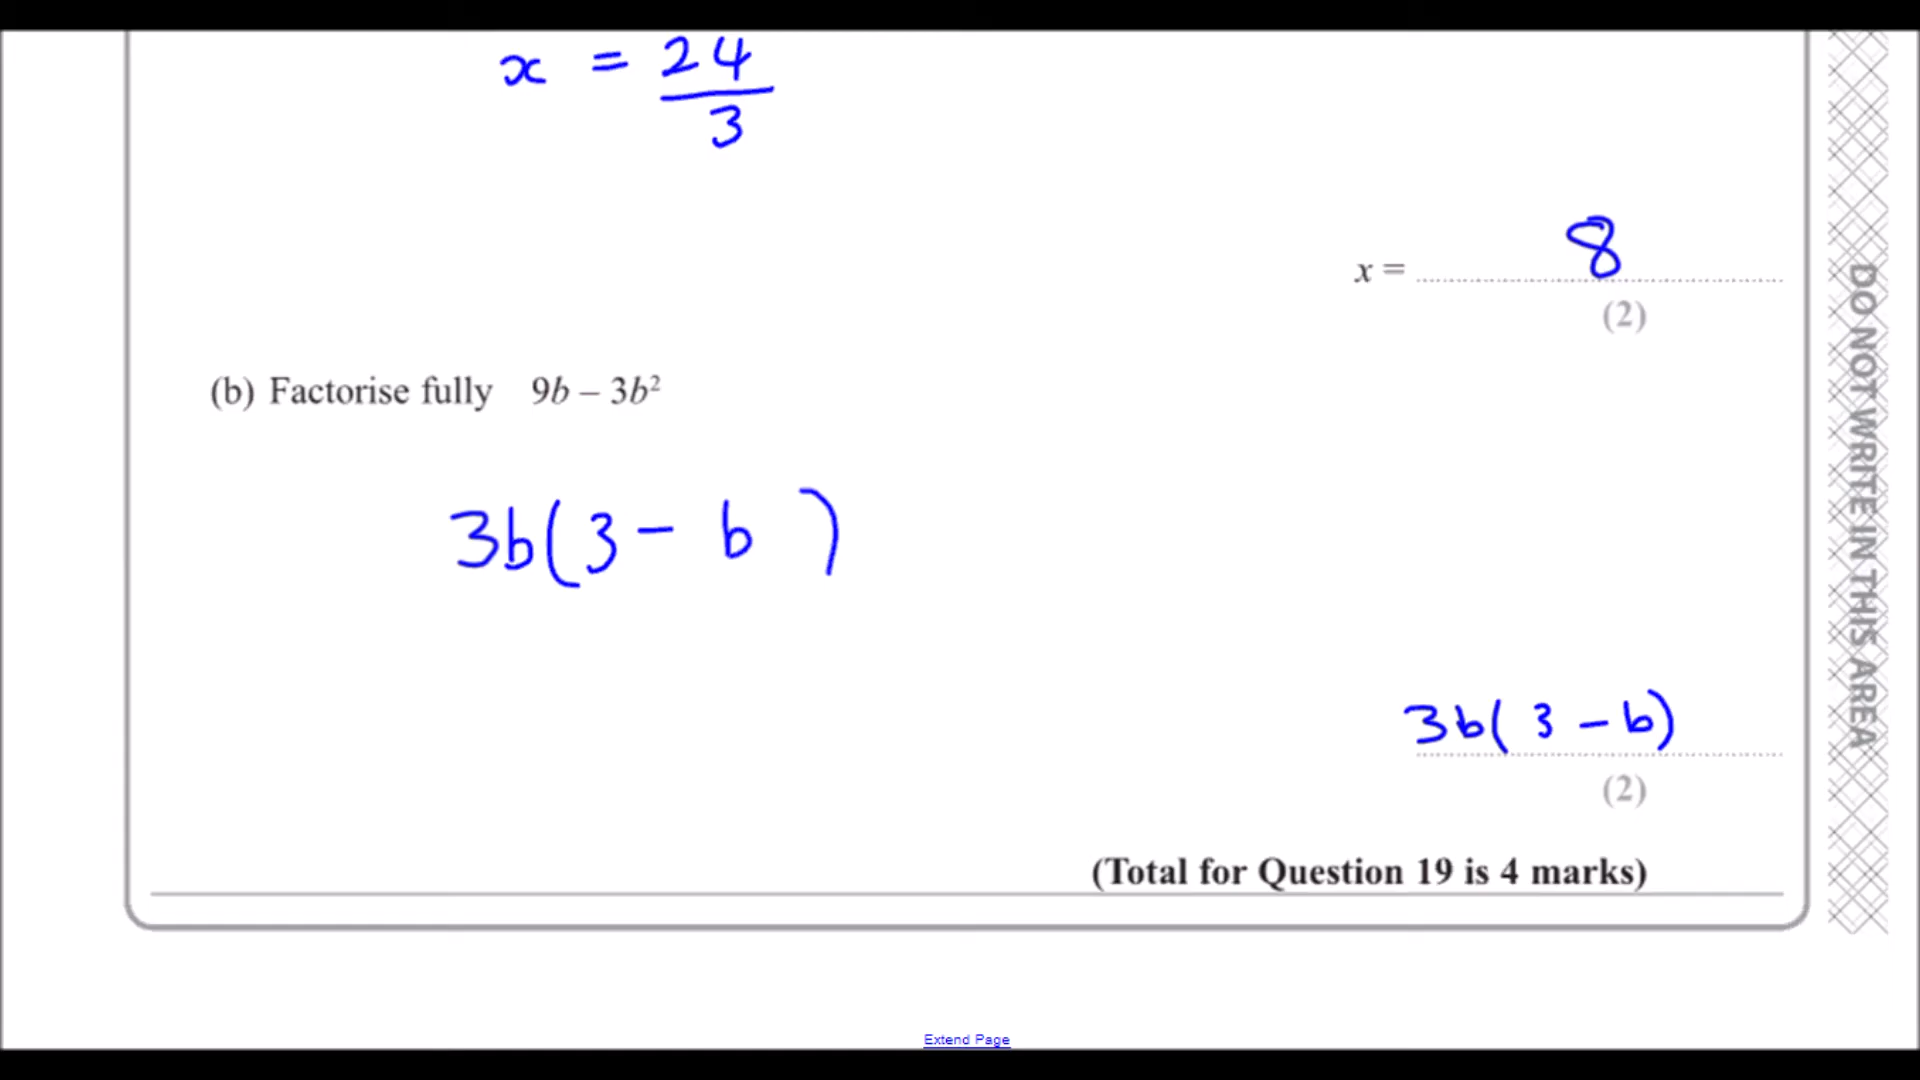 x = 24
3
x = 8
(2)
(b) Factorise fully 9b – 3b²
3b(3 – b )
3b( 3 – b)
(2)
(Total for Question 19 is 4 marks)
DO NOT WRITE IN THIS AREA
Extend Page